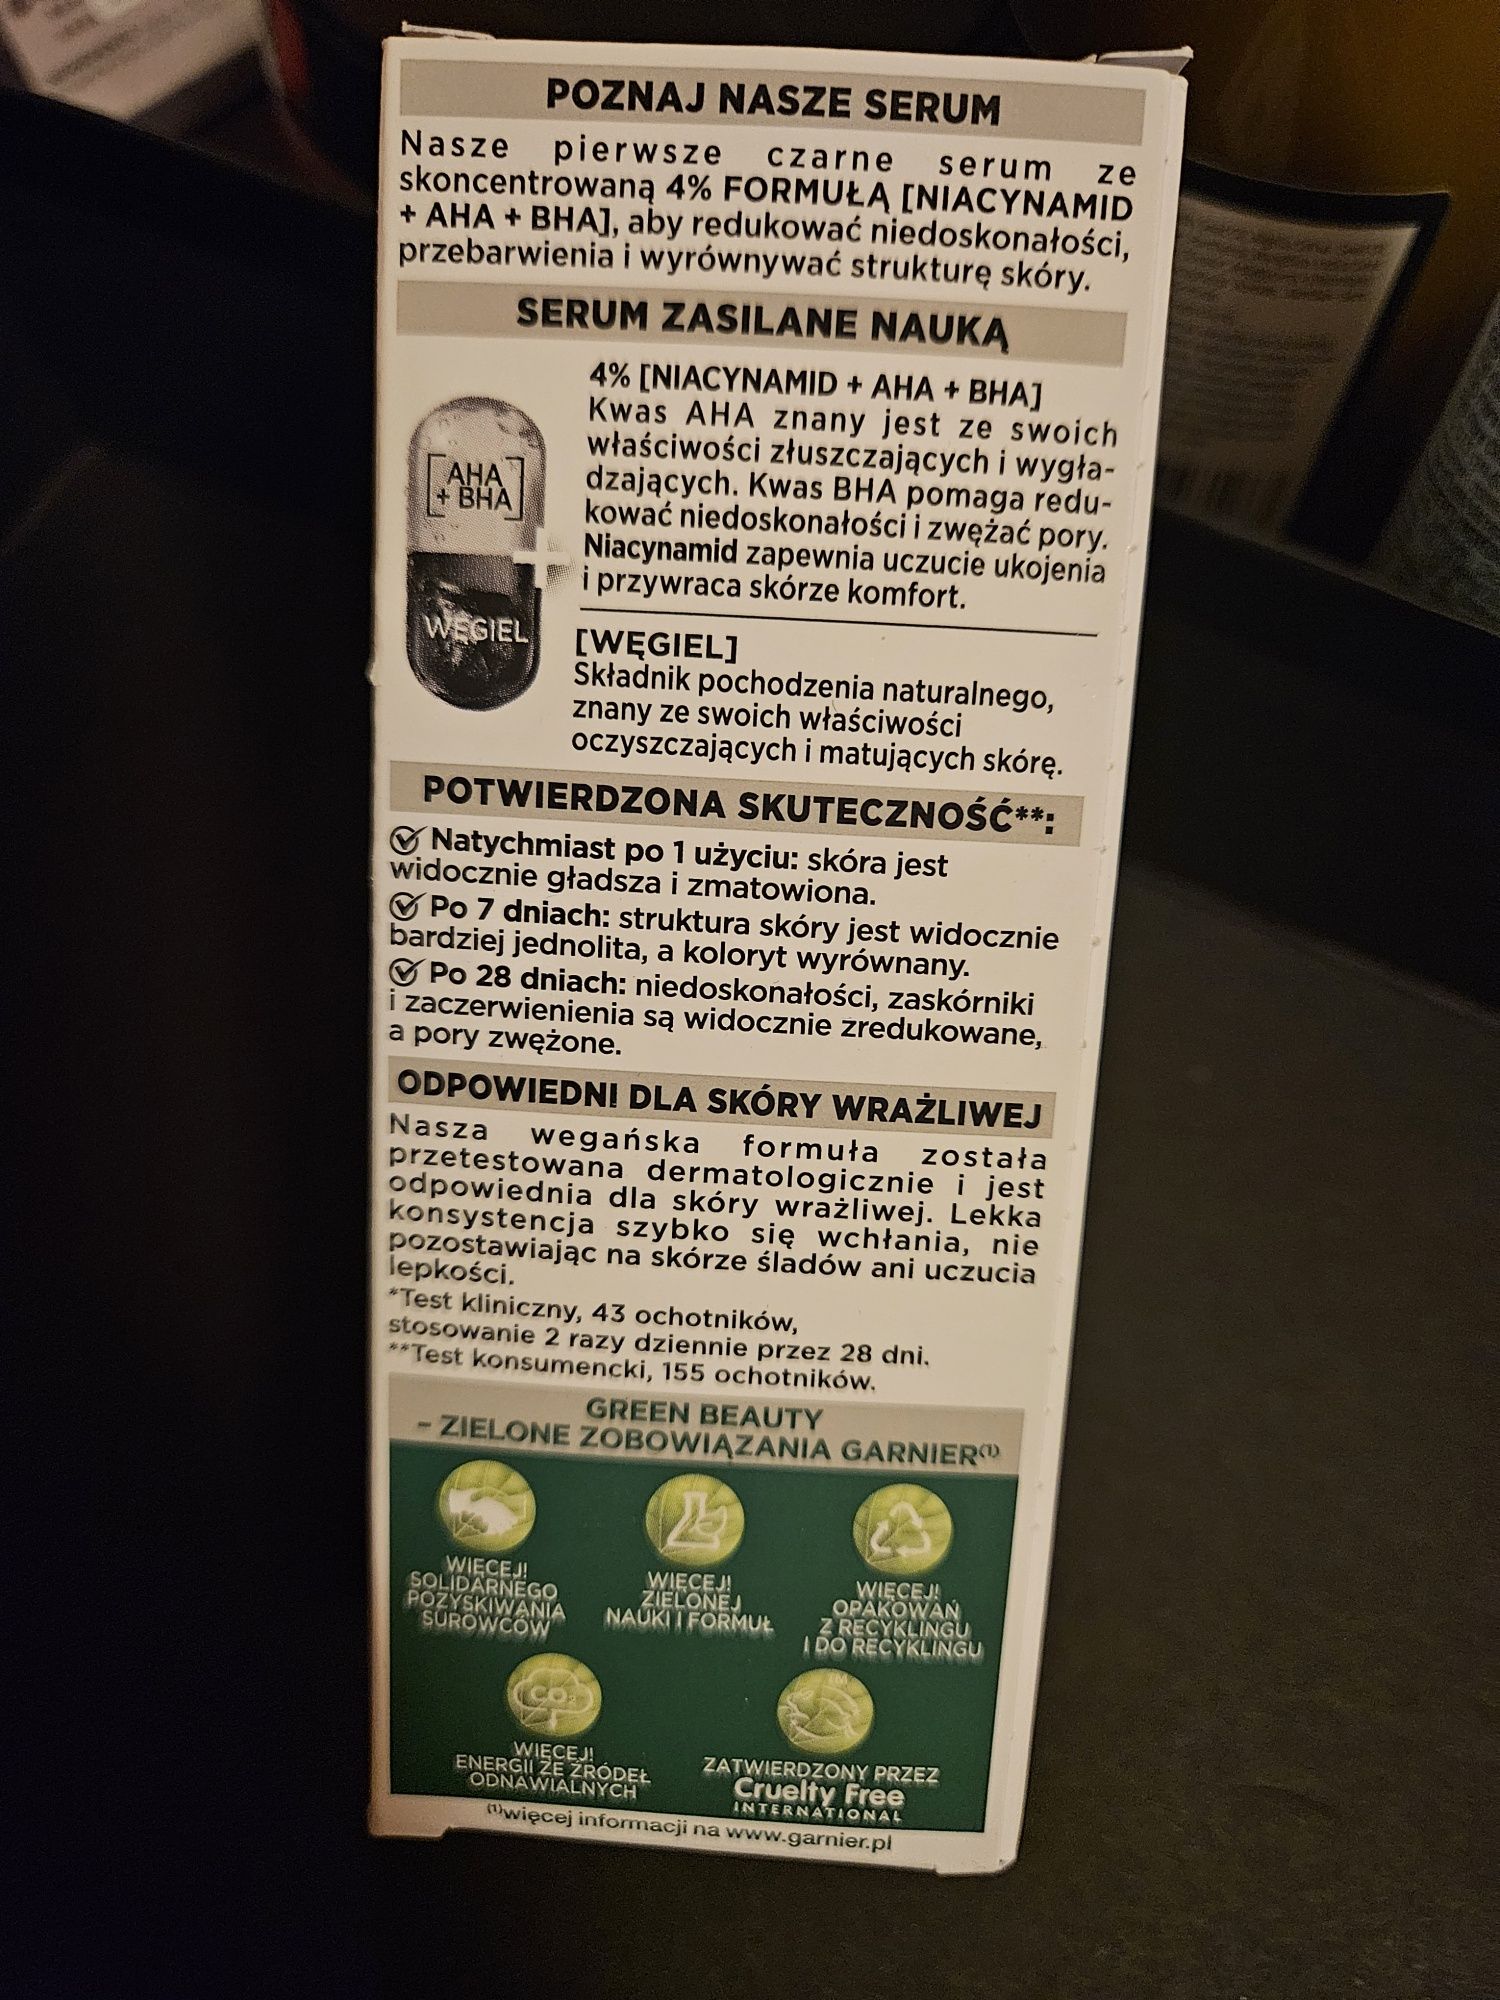 POZNAJ NASZE SERUM
Nasze pierwsze czarne serum ze
skoncentrowaną 4% FORMUŁĄ [NIACYNAMID
+ AHA + BHA], aby redukować niedoskonałości,
przebarwienia i wyrównywać strukturę skóry.
SERUM ZASILANE NAUKĄ
4% [NIACYNAMID + AHA + BHA]
Kwas AHA znany jest ze swoich
właściwości złuszczających i wygła-
dzających. Kwas BHA pomaga redu-
kować niedoskonałości i zwężać pory.
Niacynamid zapewnia uczucie ukojenia
i przywraca skórze komfort.
[AHA
+ BHA]
+
WĘGIEL
[WĘGIEL]
Składnik pochodzenia naturalnego,
znany ze swoich właściwości
oczyszczających i matujących skórę.
POTWIERDZONA SKUTECZNOŚĆ**:
Natychmiast po 1 użyciu: skóra jest
widocznie gładsza i zmatowiona.
Po 7 dniach: struktura skóry jest widocznie
bardziej jednolita, a koloryt wyrównany.
Po 28 dniach: niedoskonałości, zaskórniki
i zaczerwienienia są widocznie zredukowane,
a pory zwężone.
ODPOWIEDNI DLA SKÓRY WRAŻLIWEJ
Nasza wegańska formuła została
przetestowana dermatologicznie i jest
odpowiednia dla skóry wrażliwej. Lekka
konsystencja szybko się wchłania, nie
pozostawiając na skórze śladów ani uczucia
lepkości.
*Test kliniczny, 43 ochotników,
stosowanie 2 razy dziennie przez 28 dni.
**Test konsumencki, 155 ochotników.
GREEN BEAUTY
– ZIELONE ZOBOWIĄZANIA GARNIER(1)
WIĘCEJ!
SOLIDARNEGO
POZYSKIWANIA
SUROWCÓW
WIĘCEJ!
ZIELONEJ
NAUKI I FORMUŁ
WIĘCEJ!
OPAKOWAŃ
Z RECYKLINGU
I DO RECYKLINGU
CO2
WIĘCEJ!
ENERGII ZE ŹRÓDEŁ
ODNAWIALNYCH
TM
ZATWIERDZONY PRZEZ
Cruelty Free
INTERNATIONAL
(1)więcej informacji na www.garnier.pl